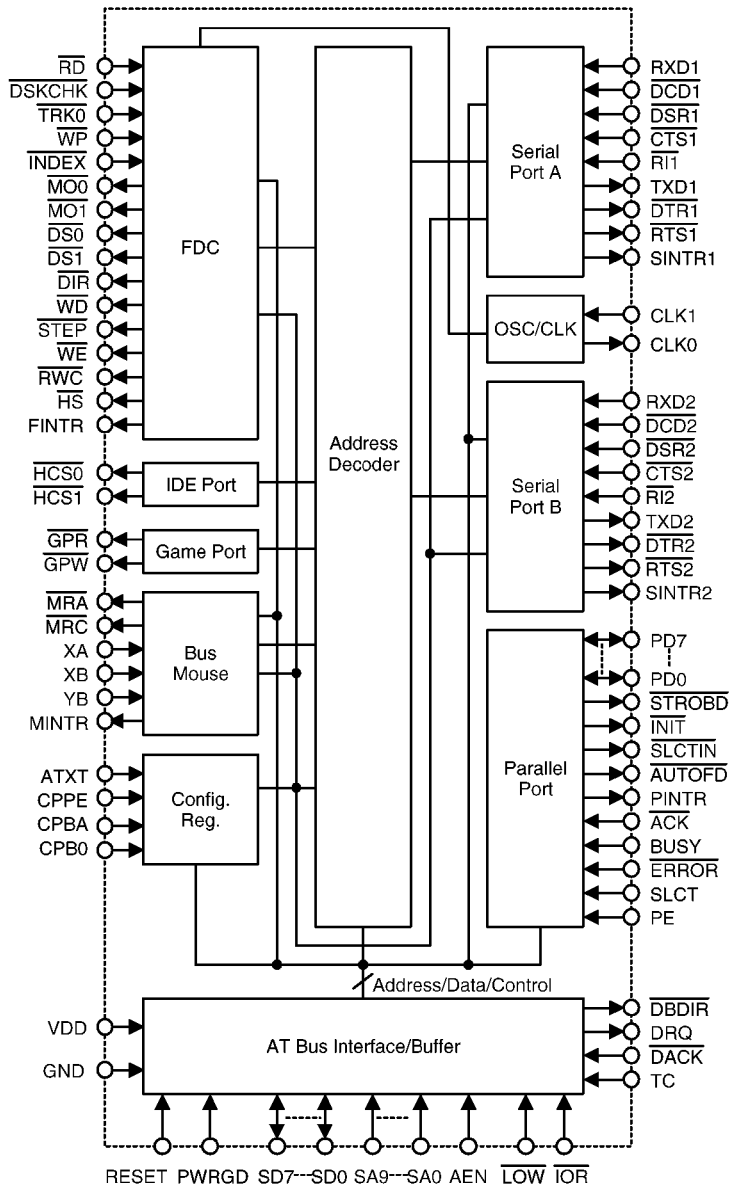 RD
DSKCHK
TRK0
WP
INDEX
MO0
MO1
DS0
DS1
DIR
WD
STEP
WE
RWC
HS
FINTR
HCS0
HCS1
GPR
GPW
MRA
MRC
XA
XB
YB
MINTR
ATXT
CPPE
CPBA
CPB0
VDD
GND
FDC
IDE Port
Game Port
Bus
Mouse
Config.
Reg.
Address
Decoder
Serial
Port A
OSC/CLK
Serial
Port B
Parallel
Port
Address/Data/Control
AT Bus Interface/Buffer
RXD1
DCD1
DSR1
CTS1
RI1
TXD1
DTR1
RTS1
SINTR1
CLK1
CLK0
RXD2
DCD2
DSR2
CTS2
RI2
TXD2
DTR2
RTS2
SINTR2
PD7
PD0
STROBD
INIT
SLCTIN
AUTOFD
PINTR
ACK
BUSY
ERROR
SLCT
PE
DBDIR
DRQ
DACK
TC
RESET PWRGD SD7---SD0 SA9---SA0 AEN LOW IOR